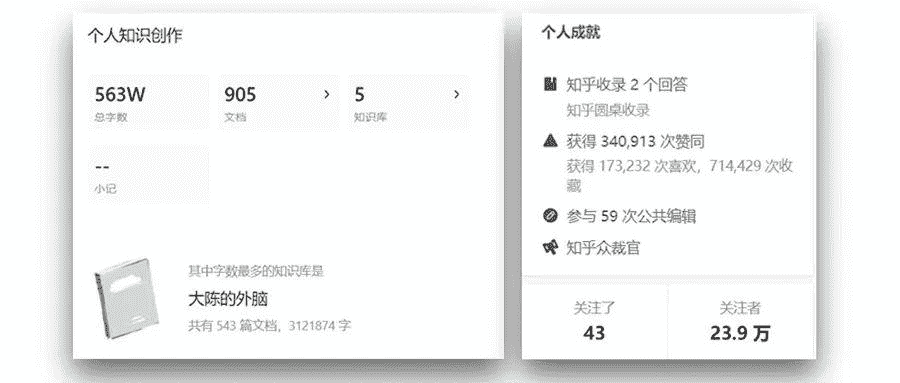 个人知识创作
563W
总字数
905
文档
5
知识库
--
小记
其中字数最多的知识库是
大陈的外脑
共有 543 篇文档，3121874 字
个人成就
知乎收录 2 个回答
知乎圆桌收录
获得 340,913 次赞同
获得 173,232 次喜欢，714,429 次收
藏
参与 59 次公共编辑
知乎众裁官
关注了
43
关注者
23.9 万